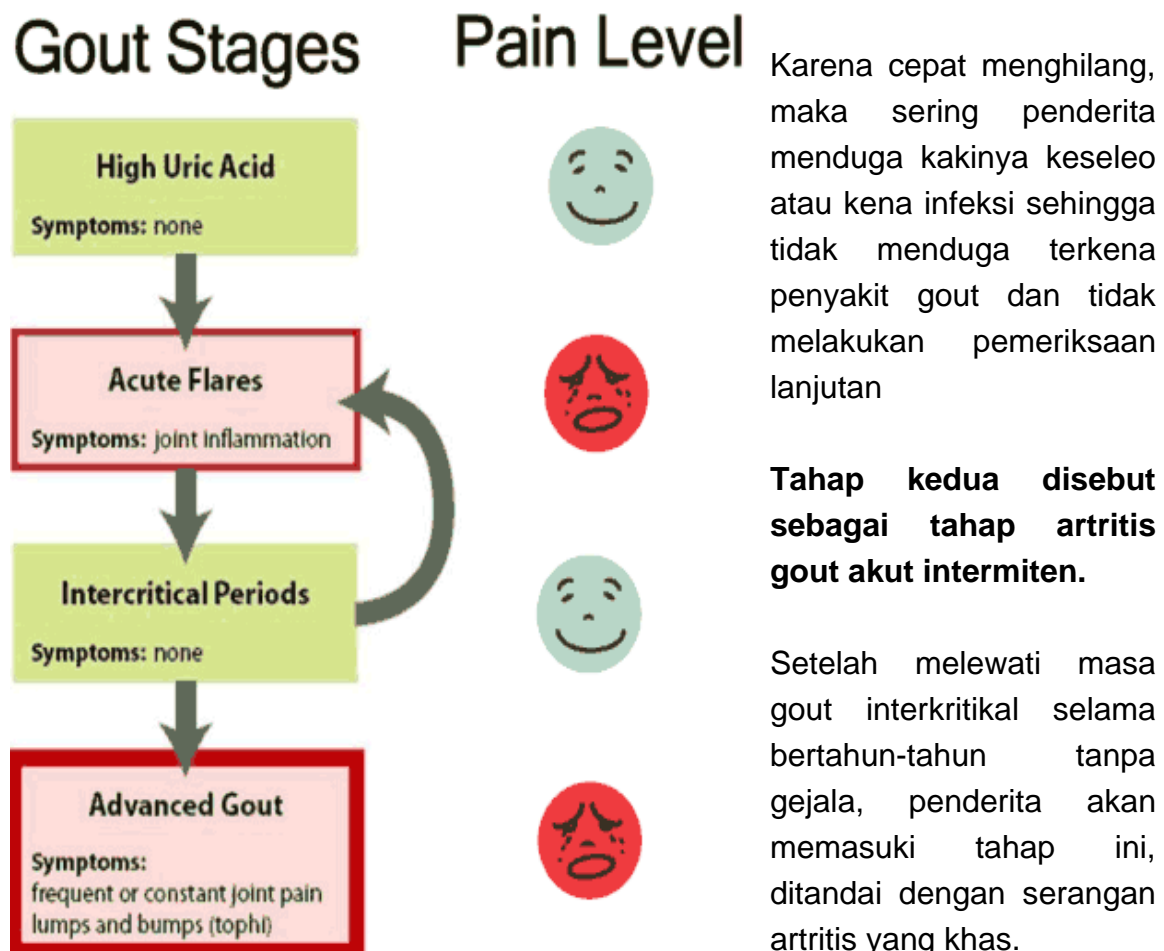 Gout Stages
Pain Level
High Uric Acid
Symptoms: none
Acute Flares
Symptoms: joint inflammation
Intercritical Periods
Symptoms: none
Advanced Gout
Symptoms:
frequent or constant joint pain
lumps and bumps (tophi)
Karena cepat menghilang,
maka sering penderita
menduga kakinya keseleo
atau kena infeksi sehingga
tidak menduga terkena
penyakit gout dan tidak
melakukan pemeriksaan
lanjutan
Tahap kedua disebut
sebagai tahap artritis
gout akut intermiten.
Setelah melewati masa
gout interkritikal selama
bertahun-tahun tanpa
gejala, penderita akan
memasuki tahap ini,
ditandai dengan serangan
artritis yang khas.